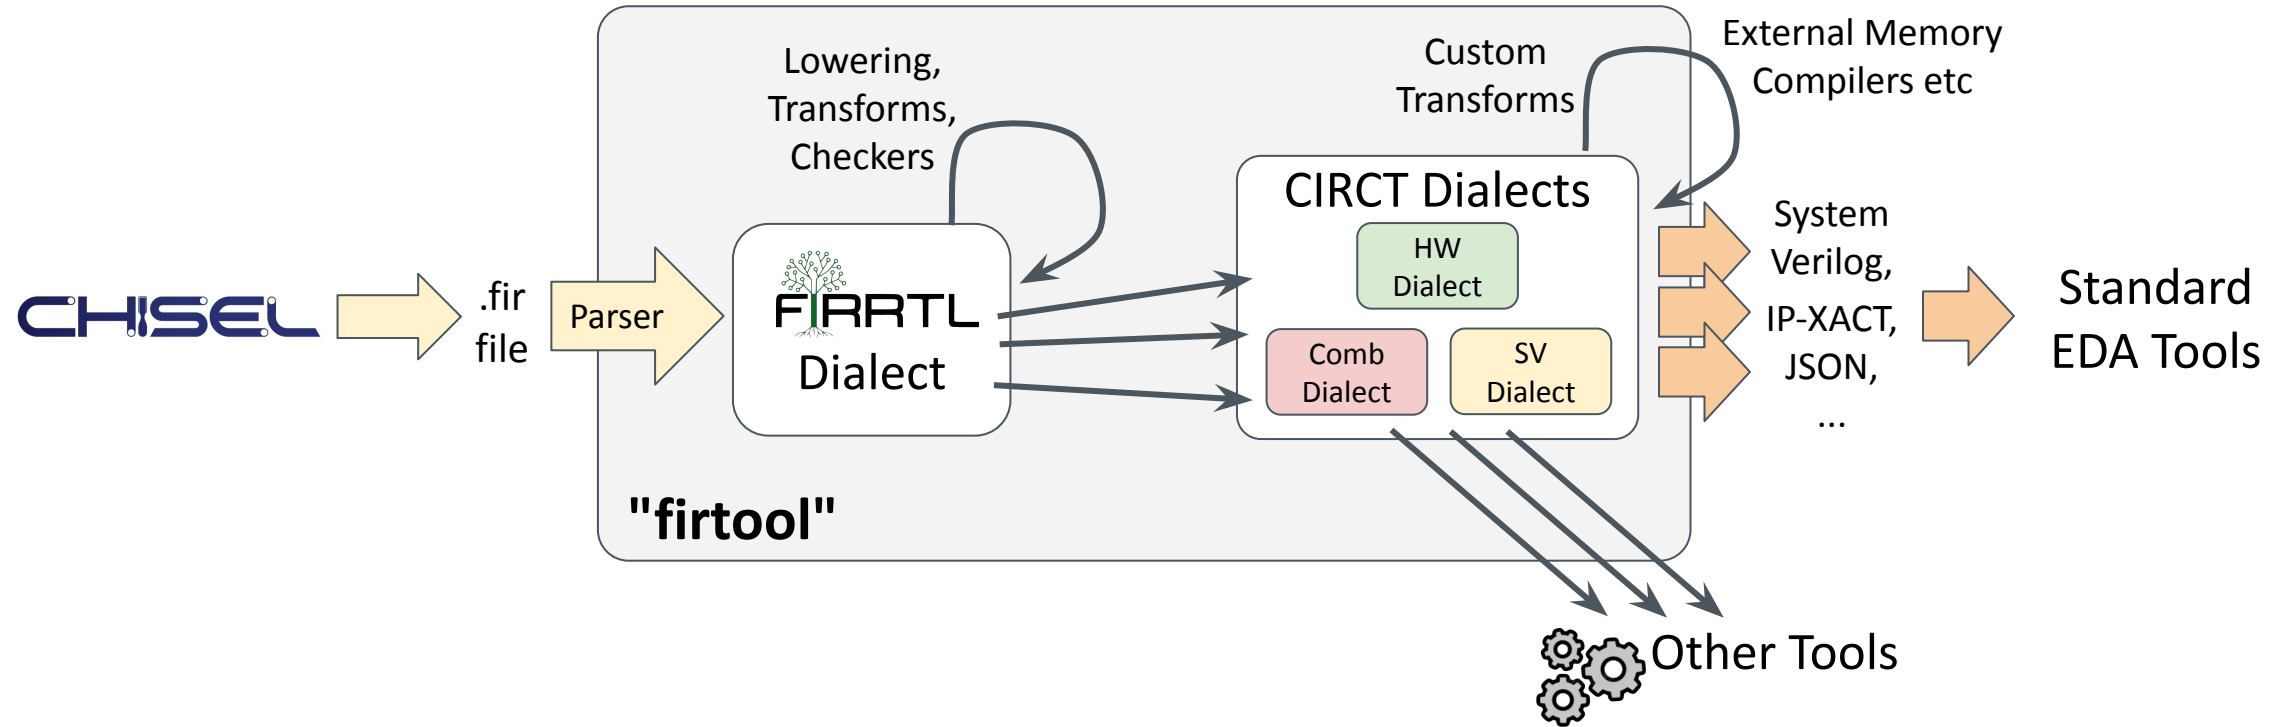 CHISEL
.fir
file
Parser
Lowering,
Transforms,
Checkers
FIRRTL
Dialect
"firtool"
Custom
Transforms
External Memory
Compilers etc
CIRCT Dialects
HW
Dialect
Comb
Dialect
SV
Dialect
System
Verilog,
IP-XACT,
JSON,
...
Standard
EDA Tools
Other Tools